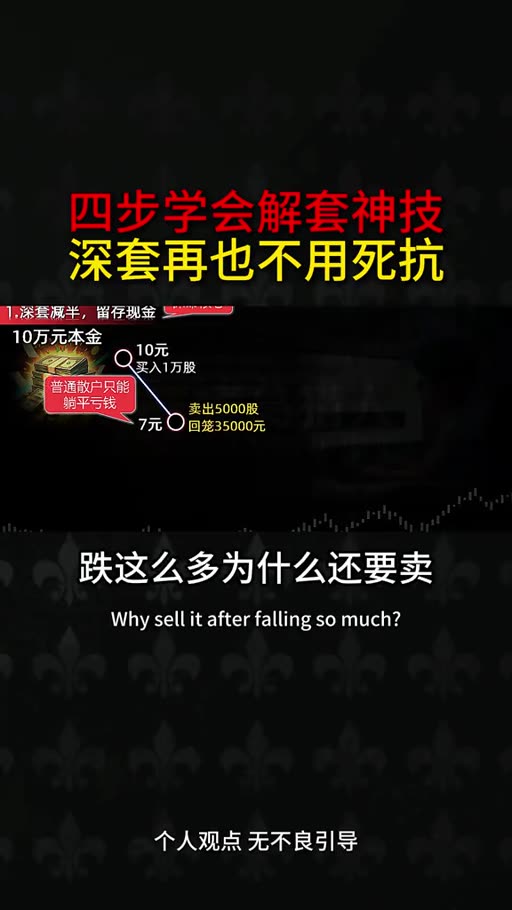 四步学会解套神技
深套再也不用死抗
1.深套减半，留存现金
10万元本金
10元
买入1万股
普通散户只能
躺平亏钱
7元
卖出5000股
回笼35000元
跌这么多为什么还要卖
Why sell it after falling so much?
个人观点 无不良引导